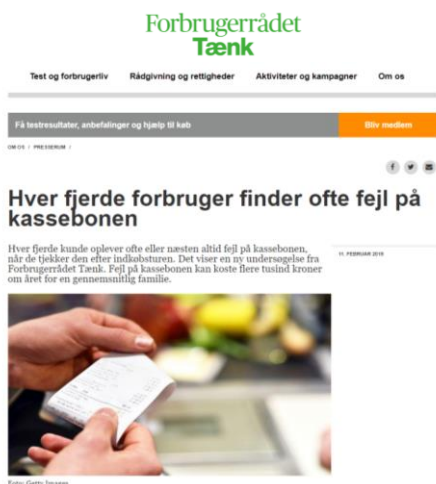 Forbrugerrådet
Tænk
Test og forbrugerliv Rådgivning og rettigheder Aktiviteter og kampagner Om os
Få testresultater, anbefalinger og hjælp til køb Bliv medlem
OM OS / PRESSERUM /
Hver fjerde forbruger finder ofte fejl på
kassebonen
Hver fjerde kunde oplever ofte eller næsten altid fejl på kassebonen,
når de tjekker den efter indkøbsturen. Det viser en ny undersøgelse fra
Forbrugerrådet Tænk. Fejl på kassebonen kan koste flere tusind kroner
om året for en gennemsnitlig familie.
11. FEBRUAR 2019
Foto: Getty Images